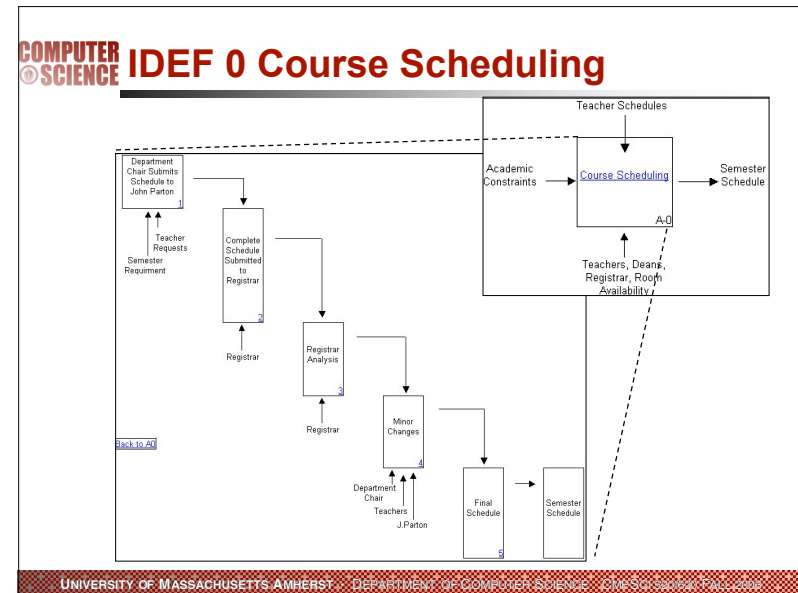 COMPUTER
SCIENCE
IDEF 0 Course Scheduling
Teacher Schedules
Academic
Constraints
Course Scheduling
A-0
Semester
Schedule
Teachers, Deans,
Registrar, Room
Availability
Department
Chair Submits
Schedule to
John Parton
1
Teacher
Requests
Semester
Requirment
Complete
Schedule
Submitted
to
Registrar
2
Registrar
Registrar
Analysis
3
Registrar
Minor
Changes
4
Department
Chair
Teachers
J.Parton
Back to A0
Final
Schedule
5
Semester
Schedule
UNIVERSITY OF MASSACHUSETTS AMHERST DEPARTMENT OF COMPUTER SCIENCE CMPSCI 520/620 FALL